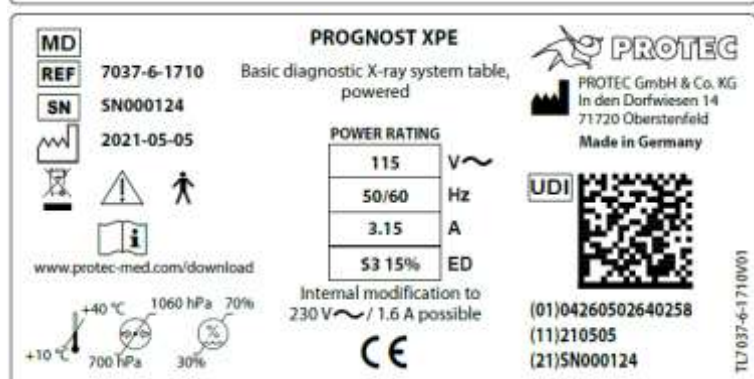 MD
REF 7037-6-1710
SN SN000124
2021-05-05
i
www.protec-med.com/download
+40 °C
+10 °C
1060 hPa
700 hPa
70%
%
30%
PROGNOST XPE
Basic diagnostic X-ray system table,
powered
POWER RATING
115 V~
50/60 Hz
3.15 A
S3 15% ED
Internal modification to
230 V~ / 1.6 A possible
CE
PROTEC
PROTEC GmbH & Co. KG
In den Dorfwiesen 14
71720 Oberstenfeld
Made in Germany
UDI
(01)04260502640258
(11)210505
(21)SN000124
TL7037-6-1710V01